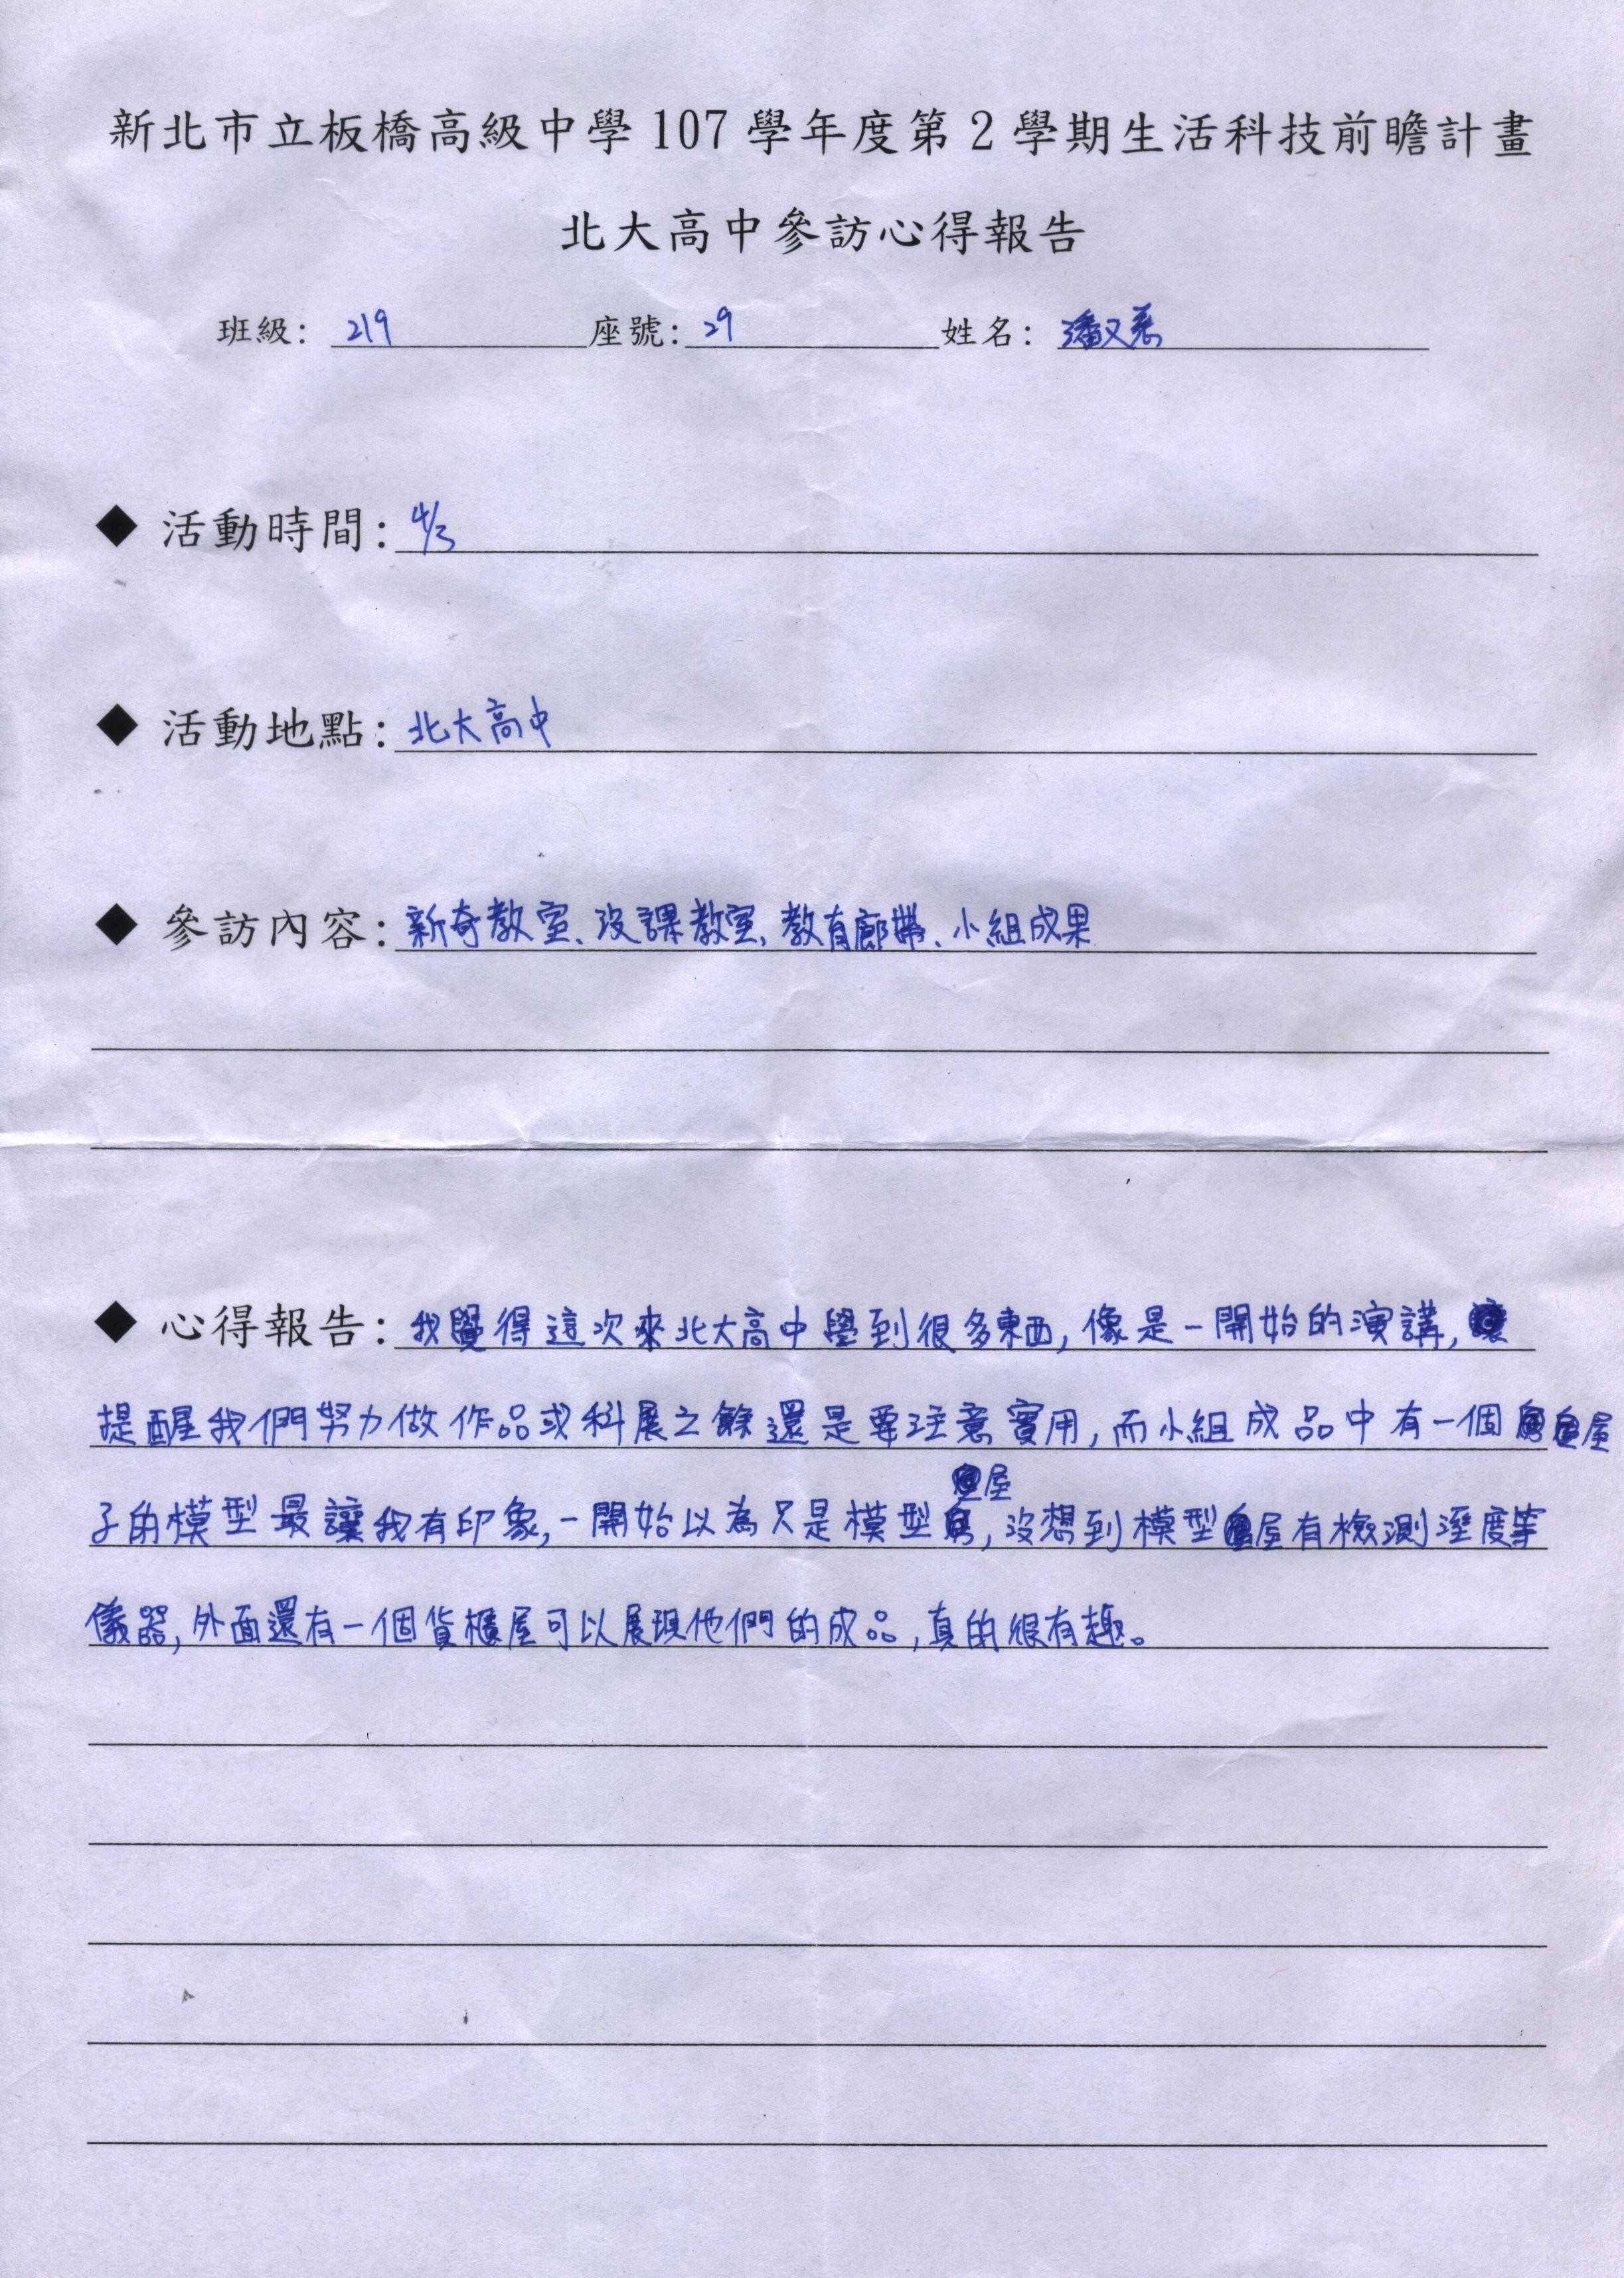 新北市立板橋高級中學 107 學年度第 2 學期生活科技前瞻計畫
北大高中參訪心得報告
班級: 219 座號: 29 姓名: 潘又
◆ 活動時間: 4/3
◆ 活動地點: 北大高中
◆ 參訪內容: 新奇教室、沒課教室、教育廊帶、小組成果
◆ 心得報告: 我覺得這次來北大高中學到很多東西, 像是一開始的演講,
提醒我們努力做作品或科展之餘還是要注意實用, 而小組成品中有一個屋
屋
子的模型最讓我有印象, 一開始以為只是模型, 沒想到模型屋有檢測溼度等
儀器, 外面還有一個貨櫃屋可以展現他們的成品, 真的很有趣。